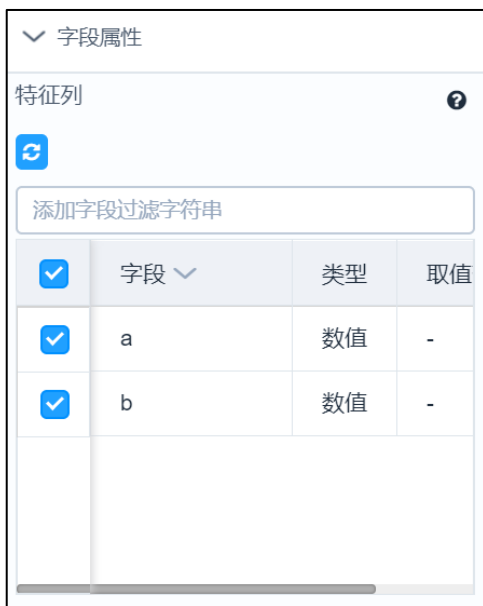 字段属性
特征列
添加字段过滤字符串
字段 类型 取值
a 数值 -
b 数值 -